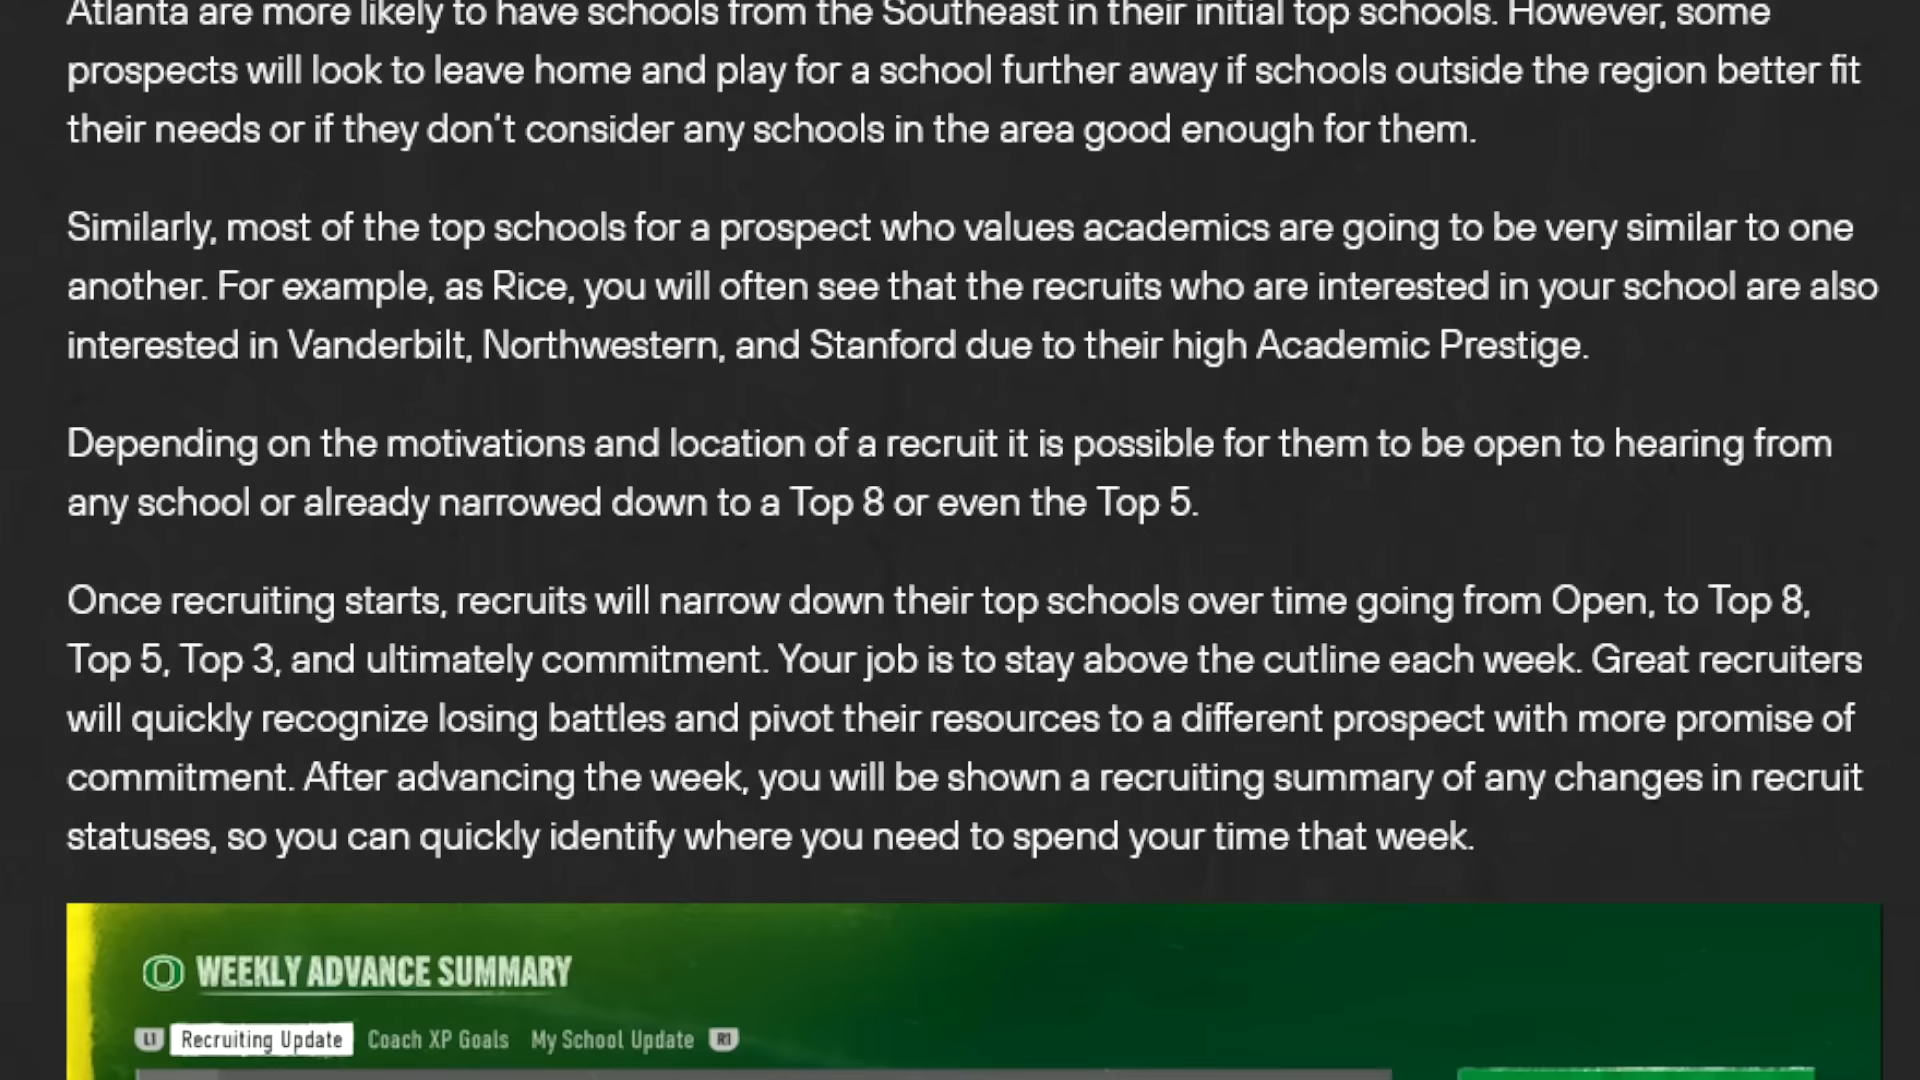 Atlanta are more likely to have schools from the Southeast in their initial top schools. However, some
prospects will look to leave home and play for a school further away if schools outside the region better fit
their needs or if they don't consider any schools in the area good enough for them.
Similarly, most of the top schools for a prospect who values academics are going to be very similar to one
another. For example, as Rice, you will often see that the recruits who are interested in your school are also
interested in Vanderbilt, Northwestern, and Stanford due to their high Academic Prestige.
Depending on the motivations and location of a recruit it is possible for them to be open to hearing from
any school or already narrowed down to a Top 8 or even the Top 5.
Once recruiting starts, recruits will narrow down their top schools over time going from Open, to Top 8,
Top 5, Top 3, and ultimately commitment. Your job is to stay above the cutline each week. Great recruiters
will quickly recognize losing battles and pivot their resources to a different prospect with more promise of
commitment. After advancing the week, you will be shown a recruiting summary of any changes in recruit
statuses, so you can quickly identify where you need to spend your time that week.
O WEEKLY ADVANCE SUMMARY
L1 Recruiting Update Coach XP Goals My School Update R1